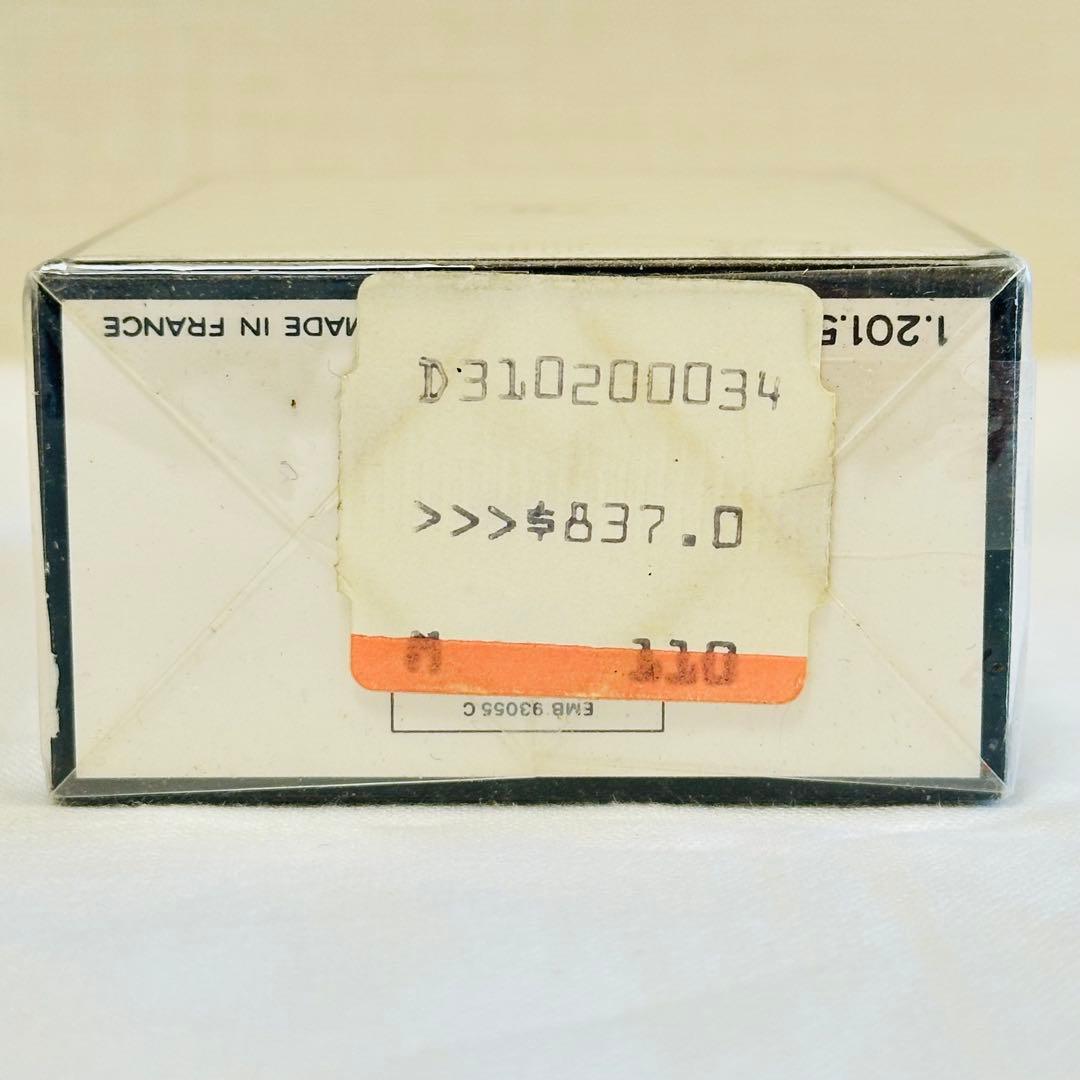 1.201.5
MADE IN FRANCE
D310200034
>>>$837.0
M 110
EMB 93055 C